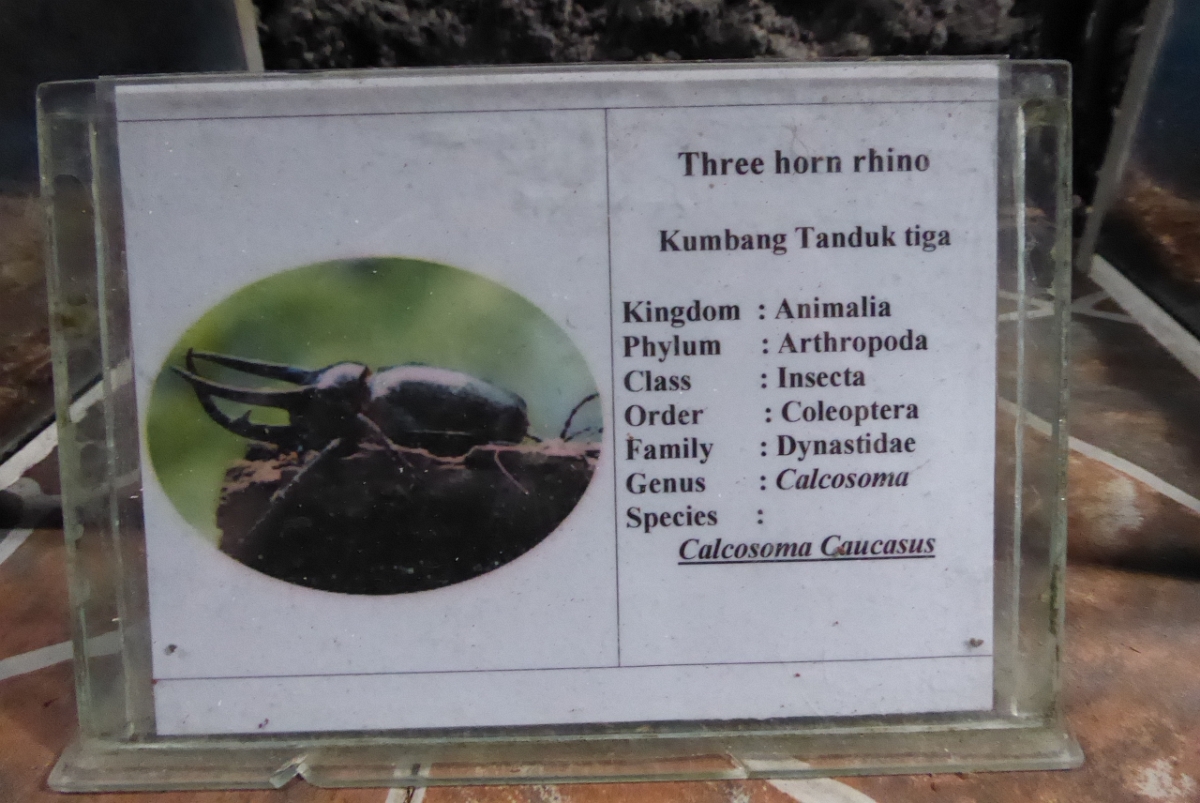 Three horn rhino
Kumbang Tanduk tiga
Kingdom : Animalia
Phylum : Arthropoda
Class : Insecta
Order : Coleoptera
Family : Dynastidae
Genus : Calcosoma
Species :
Calcosoma Caucasus